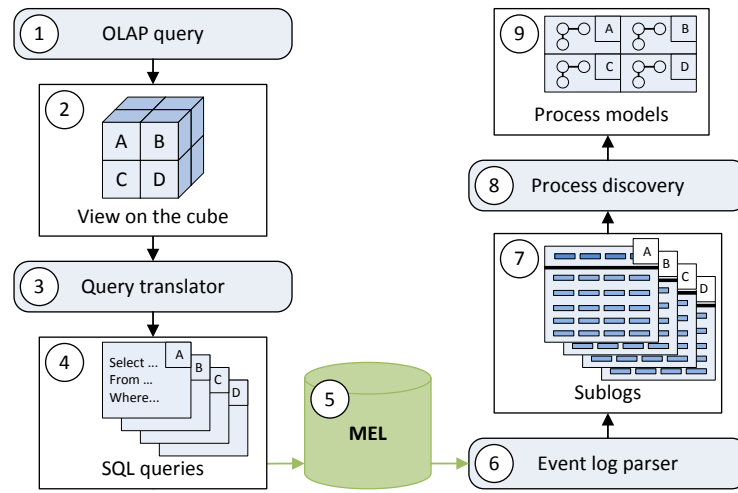 1
OLAP query
2
A
B
C
D
View on the cube
3
Query translator
4
Select ...
From ...
Where...
A
B
C
D
SQL queries
5
MEL
6
Event log parser
7
A
B
C
D
Sublogs
8
Process discovery
9
A
B
C
D
Process models